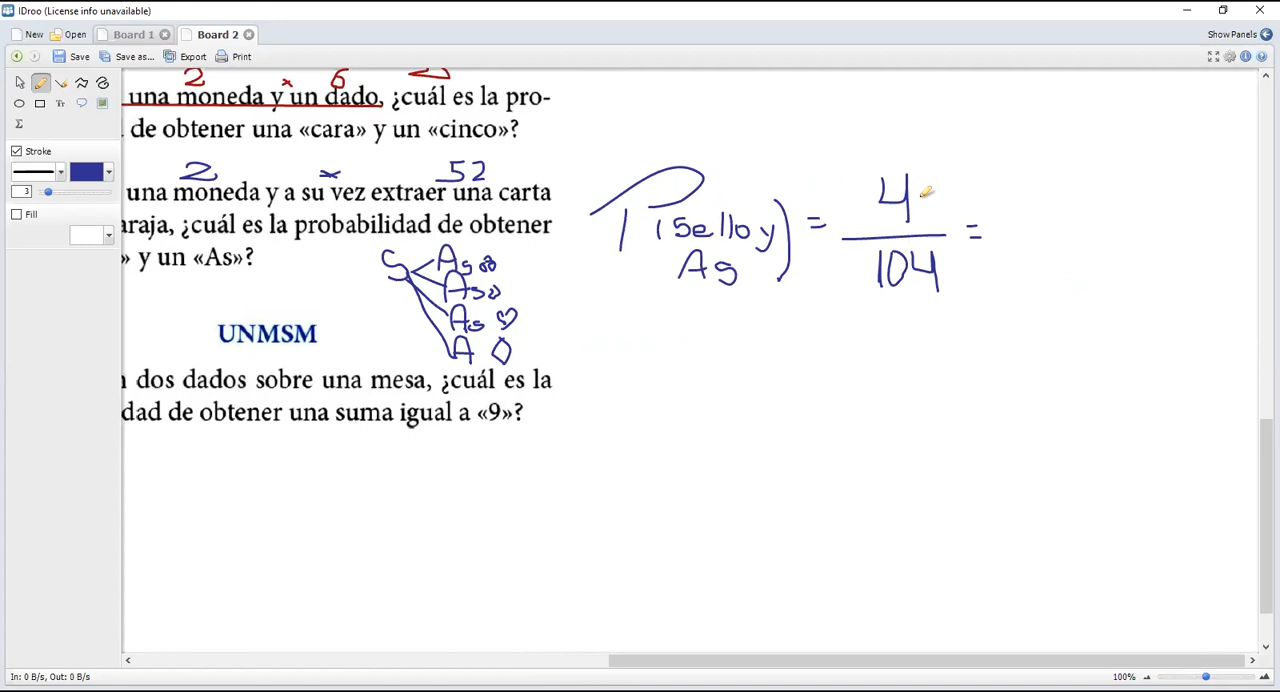 IDroo (License info unavailable)
New Open Board 1 Board 2 Show Panels
Save Save as... Export Print
2 x 6
una moneda y un dado, ¿cuál es la pro-
d de obtener una «cara» y un «cinco»?
2 x 52
una moneda y a su vez extraer una carta
araja, ¿cuál es la probabilidad de obtener
» y un «As»?
S As
As
As
A
P(sello y As) = 4/104 =
UNMSM
n dos dados sobre una mesa, ¿cuál es la
dad de obtener una suma igual a «9»?
Tr
Σ
Stroke
3
Fill
In: 0 B/s, Out: 0 B/s 100%